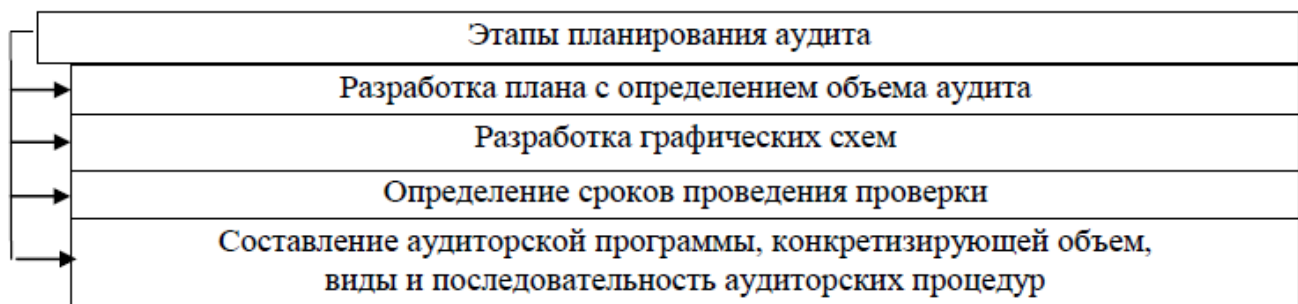 Этапы планирования аудита
Разработка плана с определением объема аудита
Разработка графических схем
Определение сроков проведения проверки
Составление аудиторской программы, конкретизирующей объем,
виды и последовательность аудиторских процедур